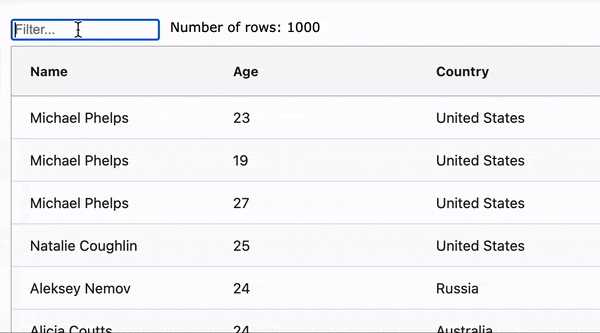 Filter... Number of rows: 1000
Name Age Country
Michael Phelps 23 United States
Michael Phelps 19 United States
Michael Phelps 27 United States
Natalie Coughlin 25 United States
Aleksey Nemov 24 Russia
Alicia Coutts 24 Australia